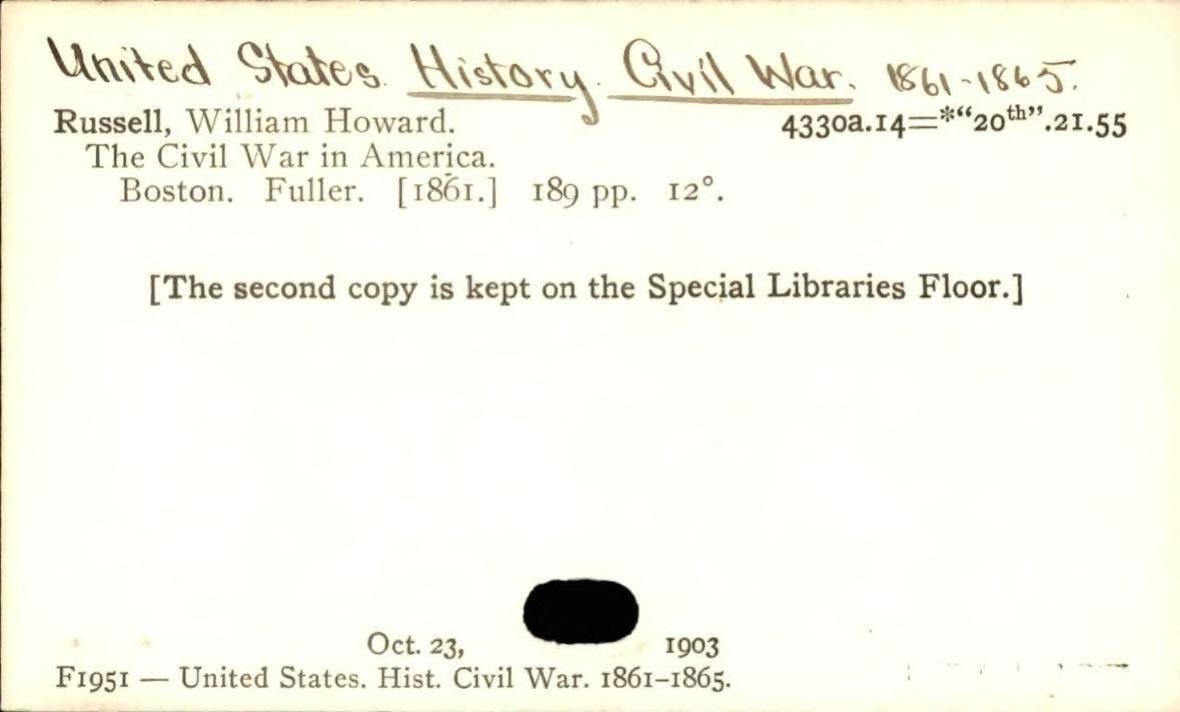 United States. History. Civil War. 1861-1865.
Russell, William Howard. 4330a.14=*“20th”.21.55
The Civil War in America.
Boston. Fuller. [1861.] 189 pp. 12°.
[The second copy is kept on the Special Libraries Floor.]
Oct. 23, 1903
F1951 — United States. Hist. Civil War. 1861–1865.